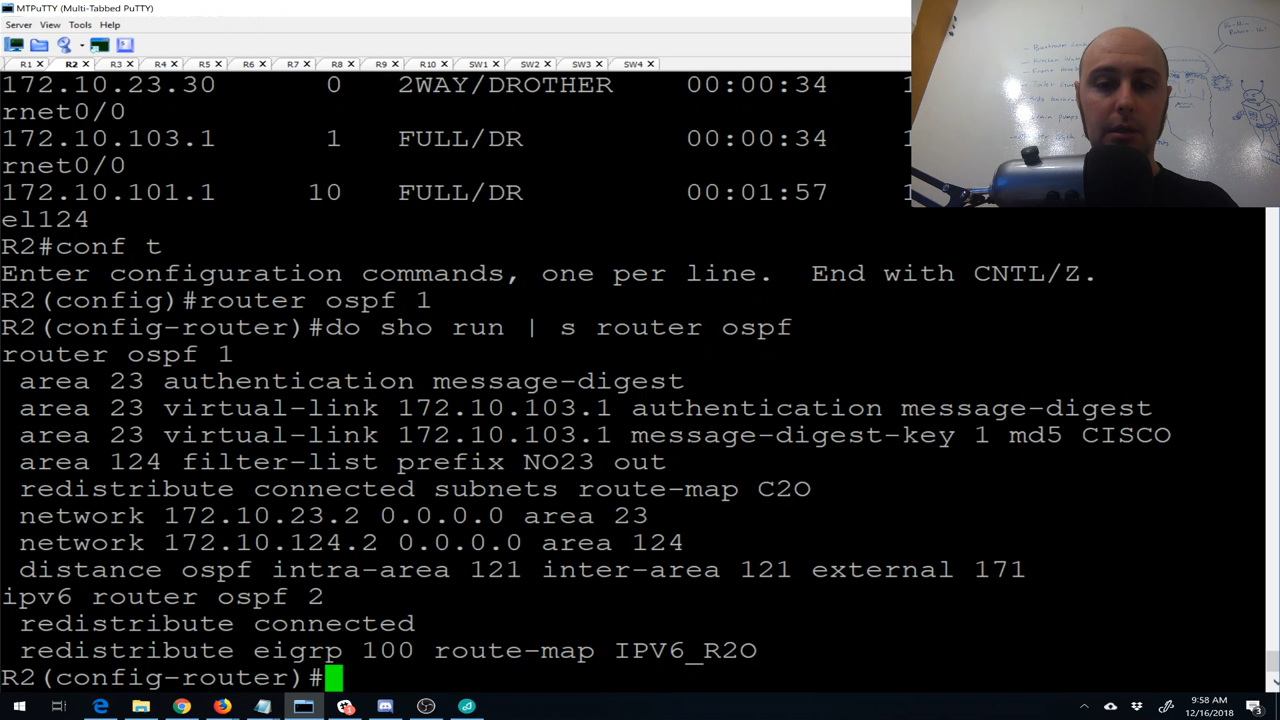 MTPuTTY (Multi-Tabbed PuTTY)
Server View Tools Help
R1 R2 R3 R4 R5 R6 R7 R8 R9 R10 SW1 SW2 SW3 SW4
172.10.23.30 0 2WAY/DROTHER 00:00:34 1
rnet0/0
172.10.103.1 1 FULL/DR 00:00:34 1
rnet0/0
172.10.101.1 10 FULL/DR 00:01:57 1
el124
R2#conf t
Enter configuration commands, one per line. End with CNTL/Z.
R2(config)#router ospf 1
R2(config-router)#do sho run | s router ospf
router ospf 1
area 23 authentication message-digest
area 23 virtual-link 172.10.103.1 authentication message-digest
area 23 virtual-link 172.10.103.1 message-digest-key 1 md5 CISCO
area 124 filter-list prefix NO23 out
redistribute connected subnets route-map C2O
network 172.10.23.2 0.0.0.0 area 23
network 172.10.124.2 0.0.0.0 area 124
distance ospf intra-area 121 inter-area 121 external 171
ipv6 router ospf 2
redistribute connected
redistribute eigrp 100 route-map IPV6_R2O
R2(config-router)#
9:58 AM
12/16/2018
3